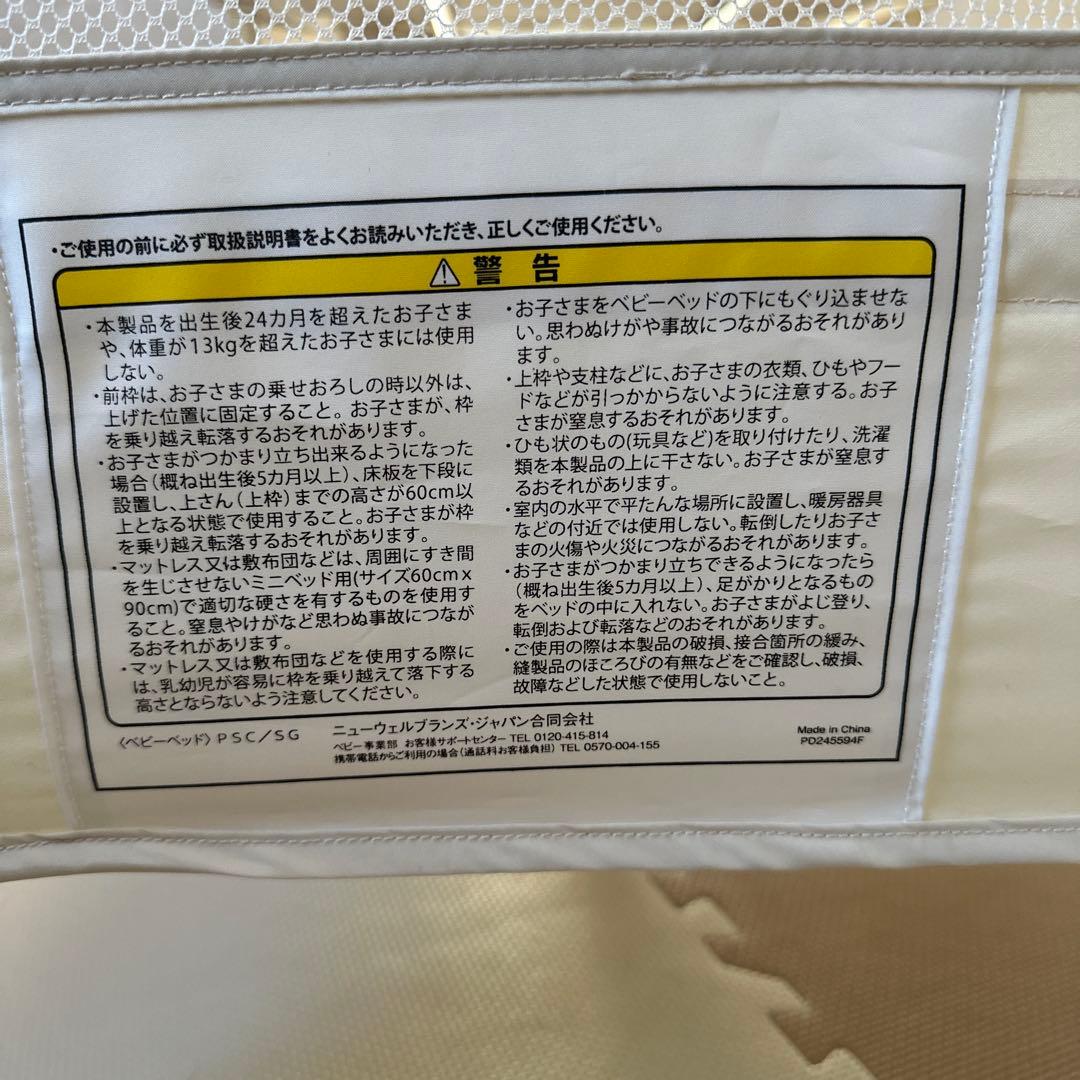 ・ご使用の前に必ず取扱説明書をよくお読みいただき、正しくご使用ください。
⚠ 警 告
・本製品を出生後24カ月を超えたお子さま
や、体重が13kgを超えたお子さまには使用
しない。
・前枠は、お子さまの乗せおろしの時以外は、
上げた位置に固定すること。お子さまが、枠
を乗り越え転落するおそれがあります。
・お子さまがつかまり立ち出来るようになった
場合(概ね出生後5カ月以上)、床板を下段に
設置し、上さん(上枠)までの高さが60cm以
上となる状態で使用すること。お子さまが枠
を乗り越え転落するおそれがあります。
・マットレス又は敷布団などは、周囲にすき間
を生じさせないミニベッド用(サイズ60cmx
90cm)で適切な硬さを有するものを使用す
ること。窒息やけがなど思わぬ事故につなが
るおそれがあります。
・マットレス又は敷布団などを使用する際に
は、乳幼児が容易に枠を乗り越えて落下する
高さとならないよう注意してください。
・お子さまをベビーベッドの下にもぐり込ませな
い。思わぬけがや事故につながるおそれがあり
ます。
・上枠や支柱などに、お子さまの衣類、ひもやフー
ドなどが引っかからないように注意する。お子
さまが窒息するおそれがあります。
・ひも状のもの(玩具など)を取り付けたり、洗濯
類を本製品の上に干さない。お子さまが窒息す
るおそれがあります。
・室内の水平で平たんな場所に設置し、暖房器具
などの付近では使用しない。転倒したりお子さ
まの火傷や火災につながるおそれがあります。
・お子さまがつかまり立ちできるようになったら
(概ね出生後5カ月以上)、足がかりとなるもの
をベッドの中に入れない。お子さまがよじ登り、
転倒および転落などのおそれがあります。
・ご使用の際は本製品の破損、接合箇所の緩み、
縫製品のほころびの有無などをご確認し、破損、
故障などした状態で使用しないこと。
〈ベビーベッド〉PSC／SG
ニューウェルブランズ・ジャパン合同会社
ベビー事業部 お客様サポートセンター TEL 0120-415-814
携帯電話からご利用の場合(通話料お客様負担) TEL 0570-004-155
Made in China
PD245594F